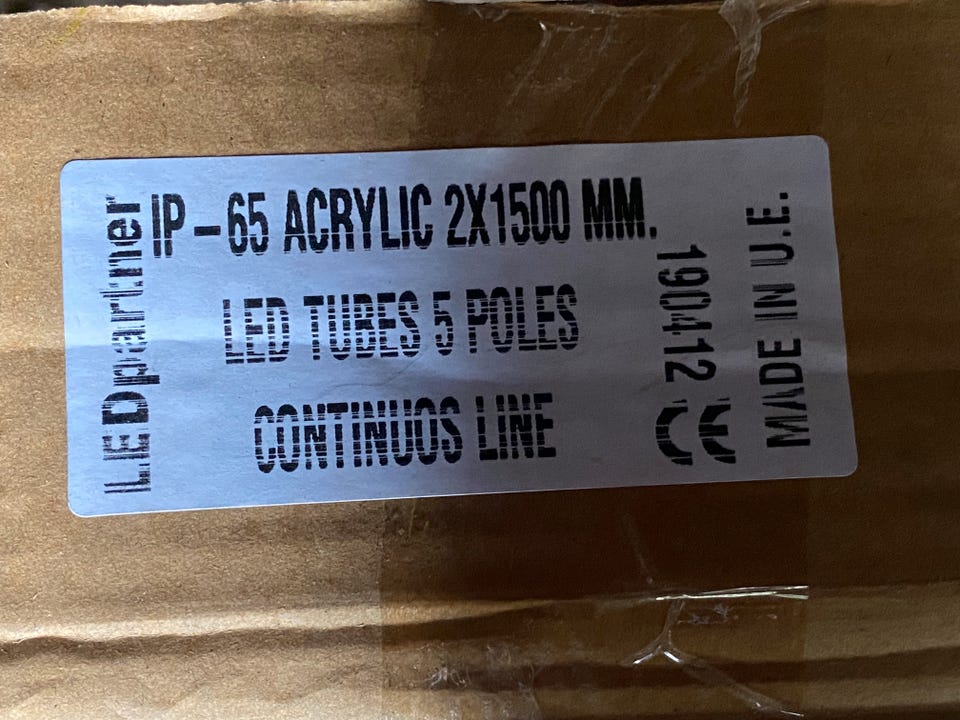 LEDpartner
IP-65 ACRYLIC 2X1500 MM.
LED TUBES 5 POLES
CONTINUOS LINE
190412
CE
MADE IN U.E.